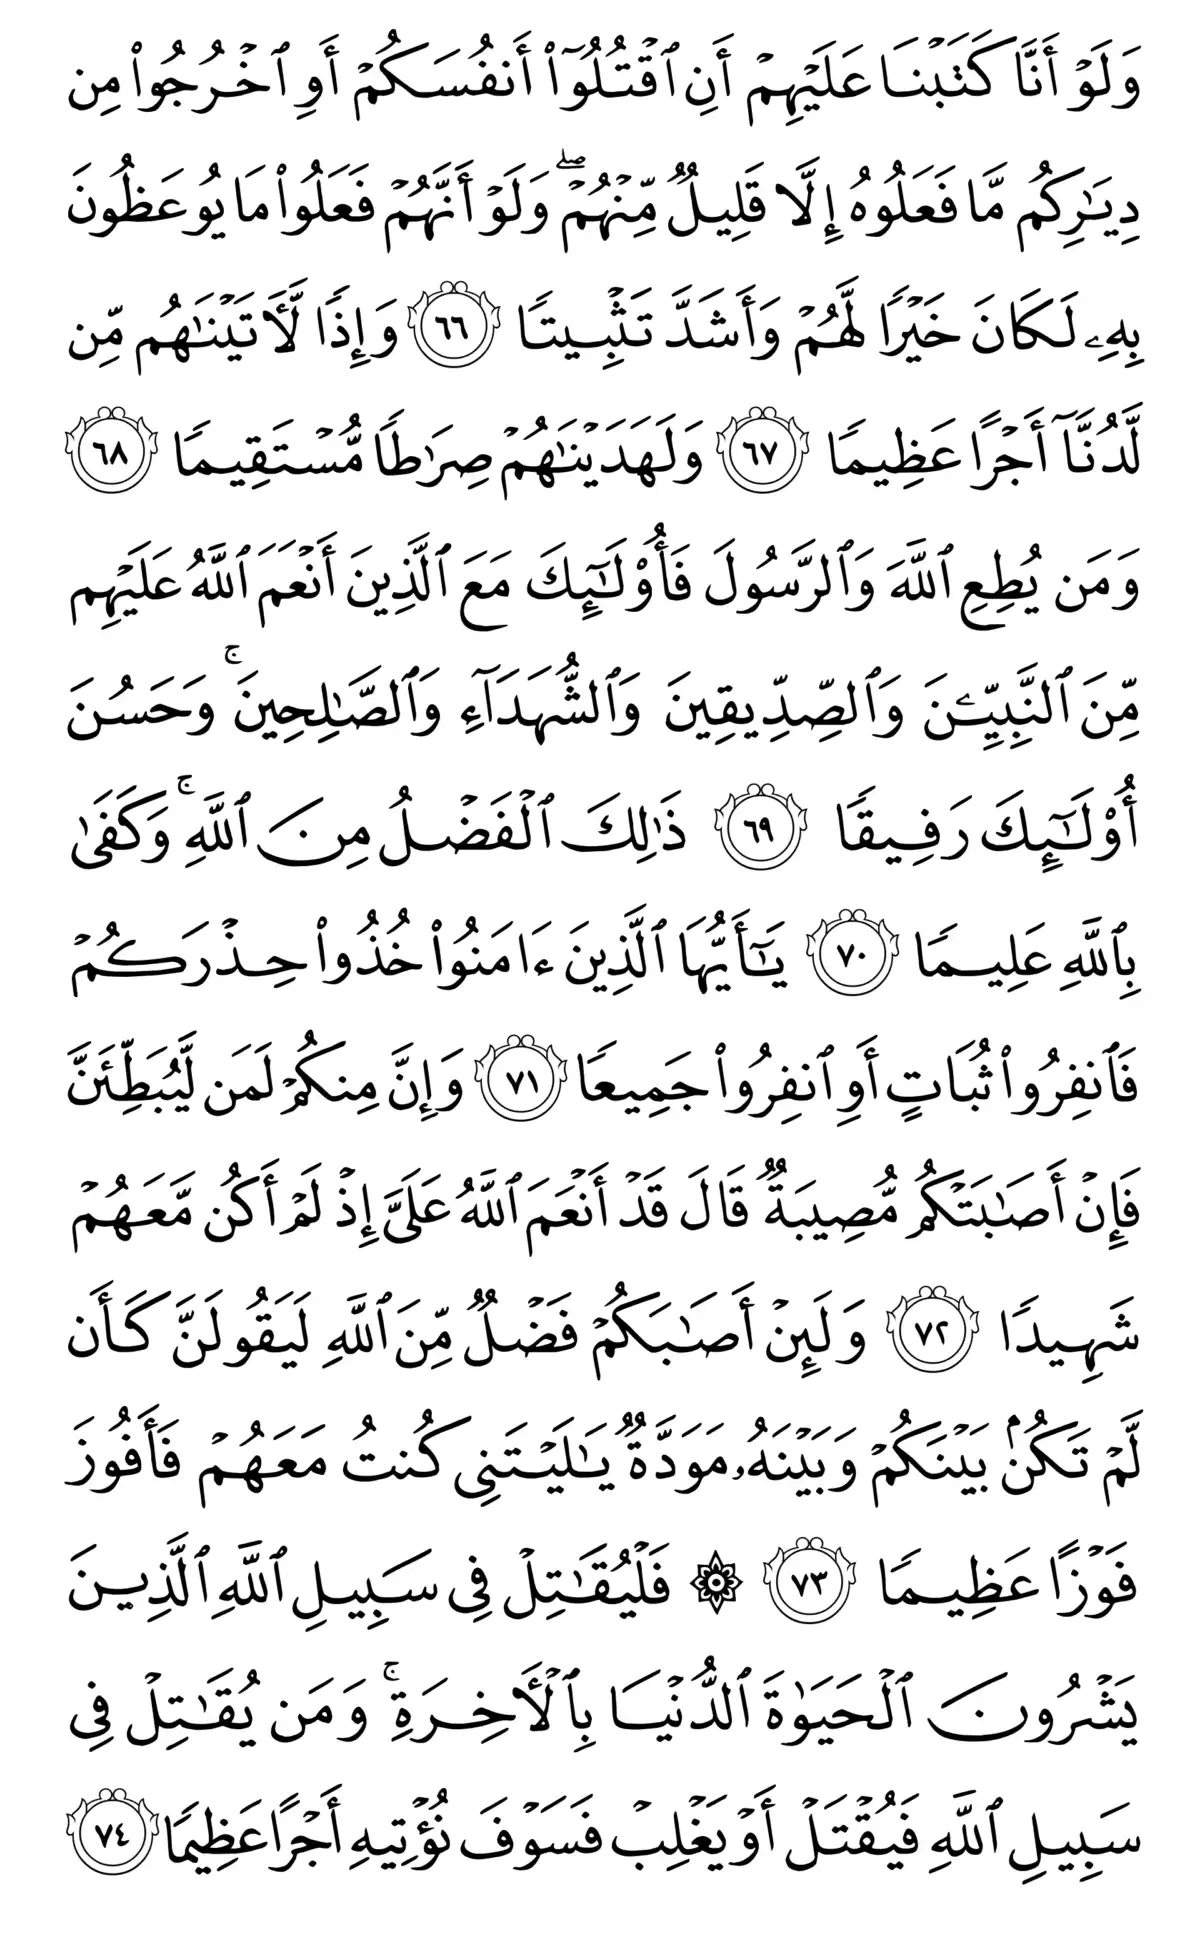 وَلَوۡ أَنَّا كَتَبۡنَا عَلَيۡهِمۡ أَنِ ٱقۡتُلُوٓاْ أَنفُسَكُمۡ أَوِ ٱخۡرُجُواْ مِن
دِيَٰرِكُم مَّا فَعَلُوهُ إِلَّا قَلِيلٞ مِّنۡهُمۡۖ وَلَوۡ أَنَّهُمۡ فَعَلُواْ مَا يُوعَظُونَ
بِهِۦ لَكَانَ خَيۡرٗا لَّهُمۡ وَأَشَدَّ تَثۡبِيتٗا ٦٦ وَإِذٗا لَّأٓتَيۡنَٰهُم مِّن
لَّدُنَّآ أَجۡرًا عَظِيمٗا ٦٧ وَلَهَدَيۡنَٰهُمۡ صِرَٰطٗا مُّسۡتَقِيمٗا ٦٨
وَمَن يُطِعِ ٱللَّهَ وَٱلرَّسُولَ فَأُوْلَٰٓئِكَ مَعَ ٱلَّذِينَ أَنۡعَمَ ٱللَّهُ عَلَيۡهِم
مِّنَ ٱلنَّبِيِّـۧنَ وَٱلصِّدِّيقِينَ وَٱلشُّهَدَآءِ وَٱلصَّٰلِحِينَۚ وَحَسُنَ
أُوْلَٰٓئِكَ رَفِيقٗا ٦٩ ذَٰلِكَ ٱلۡفَضۡلُ مِنَ ٱللَّهِۚ وَكَفَىٰ
بِٱللَّهِ عَلِيمٗا ٧٠ يَٰٓأَيُّهَا ٱلَّذِينَ ءَامَنُواْ خُذُواْ حِذۡرَكُمۡ
فَٱنفِرُواْ ثُبَاتٍ أَوِ ٱنفِرُواْ جَمِيعٗا ٧١ وَإِنَّ مِنكُمۡ لَمَن لَّيُبَطِّئَنَّ
فَإِنۡ أَصَٰبَتۡكُم مُّصِيبَةٞ قَالَ قَدۡ أَنۡعَمَ ٱللَّهُ عَلَيَّ إِذۡ لَمۡ أَكُن مَّعَهُمۡ
شَهِيدٗا ٧٢ وَلَئِنۡ أَصَٰبَكُمۡ فَضۡلٞ مِّنَ ٱللَّهِ لَيَقُولَنَّ كَأَن
لَّمۡ تَكُنۢ بَيۡنَكُمۡ وَبَيۡنَهُۥ مَوَدَّةٞ يَٰلَيۡتَنِي كُنتُ مَعَهُمۡ فَأَفُوزَ
فَوۡزًا عَظِيمٗا ٧٣ ۞ فَلۡيُقَٰتِلۡ فِي سَبِيلِ ٱللَّهِ ٱلَّذِينَ
يَشۡرُونَ ٱلۡحَيَوٰةَ ٱلدُّنۡيَا بِٱلۡأٓخِرَةِۚ وَمَن يُقَٰتِلۡ فِي
سَبِيلِ ٱللَّهِ فَيُقۡتَلۡ أَوۡ يَغۡلِبۡ فَسَوۡفَ نُؤۡتِيهِ أَجۡرًا عَظِيمٗا ٧٤